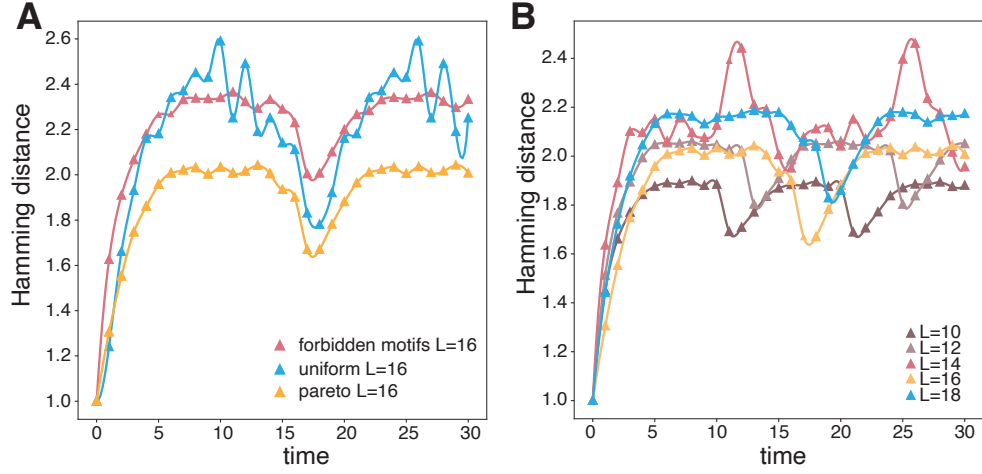 A
Hamming distance
2.6
2.4
2.2
2.0
1.8
1.6
1.4
1.2
1.0
0 5 10 15 20 25 30
time
forbidden motifs L=16
uniform L=16
pareto L=16
B
Hamming distance
2.4
2.2
2.0
1.8
1.6
1.4
1.2
1.0
0 5 10 15 20 25 30
time
L=10
L=12
L=14
L=16
L=18